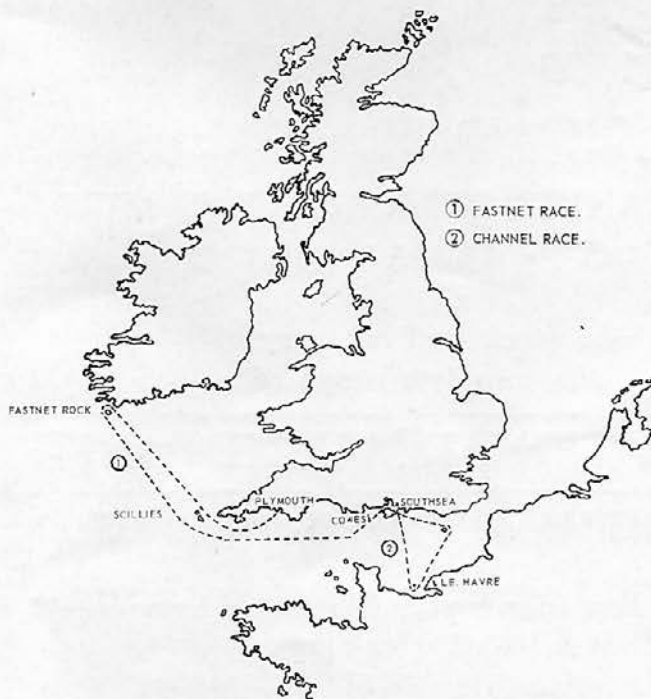 ① FASTNET RACE.
② CHANNEL RACE.
FASTNET ROCK
①
SCILLIES
PLYMOUTH
COWES
SOUTHSEA
②
LE. HAVRE